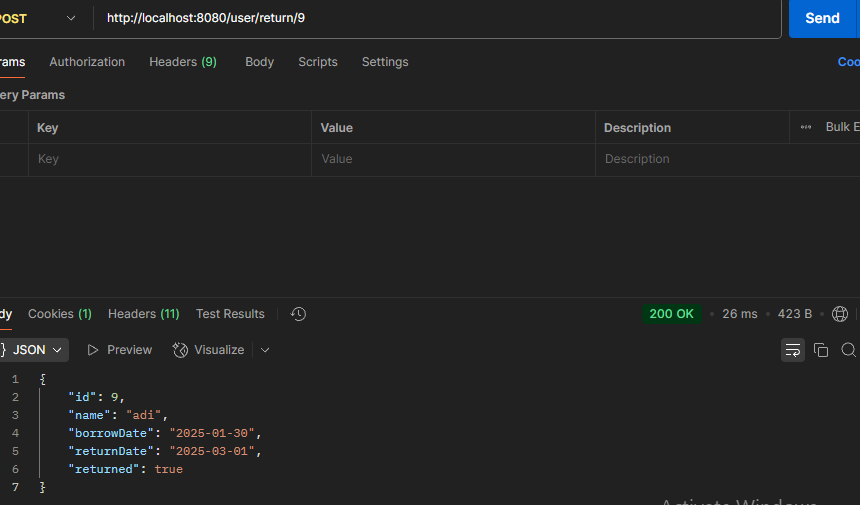 POST http://localhost:8080/user/return/9 Send
rams Authorization Headers (9) Body Scripts Settings Coo
ery Params
Key Value Description Bulk E
Key Value Description
dy Cookies (1) Headers (11) Test Results 200 OK 26 ms 423 B
} JSON Preview Visualize
1 {
2 "id": 9,
3 "name": "adi",
4 "borrowDate": "2025-01-30",
5 "returnDate": "2025-03-01",
6 "returned": true
7 }
Activate Windows